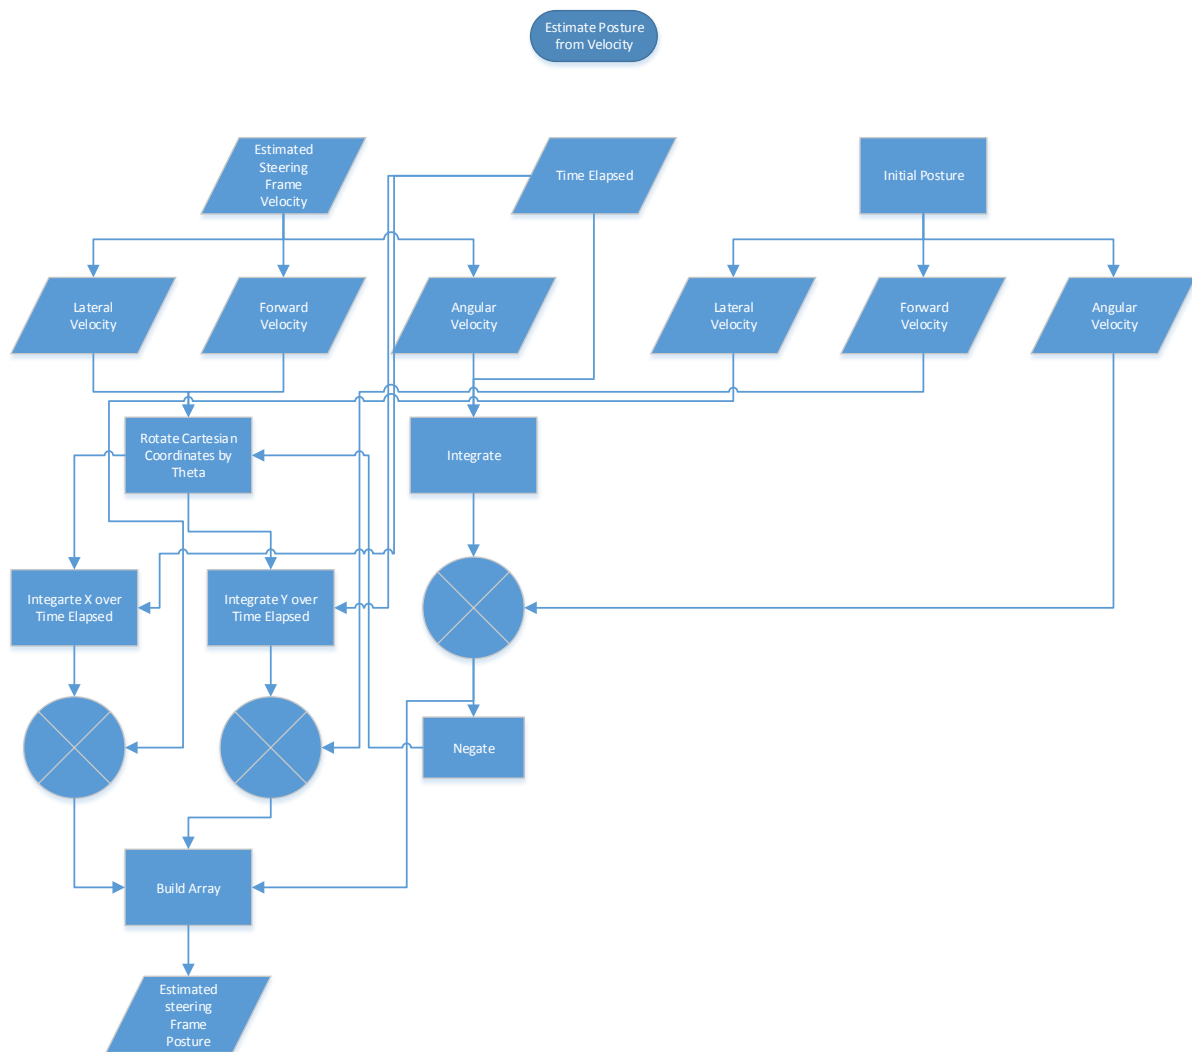 Estimate Posture
from Velocity
Estimated
Steering
Frame
Velocity
Time Elapsed
Initial Posture
Lateral
Velocity
Forward
Velocity
Angular
Velocity
Lateral
Velocity
Forward
Velocity
Angular
Velocity
Rotate Cartesian
Coordinates by
Theta
Integrate
Integarte X over
Time Elapsed
Integrate Y over
Time Elapsed
Negate
Build Array
Estimated
steering
Frame
Posture